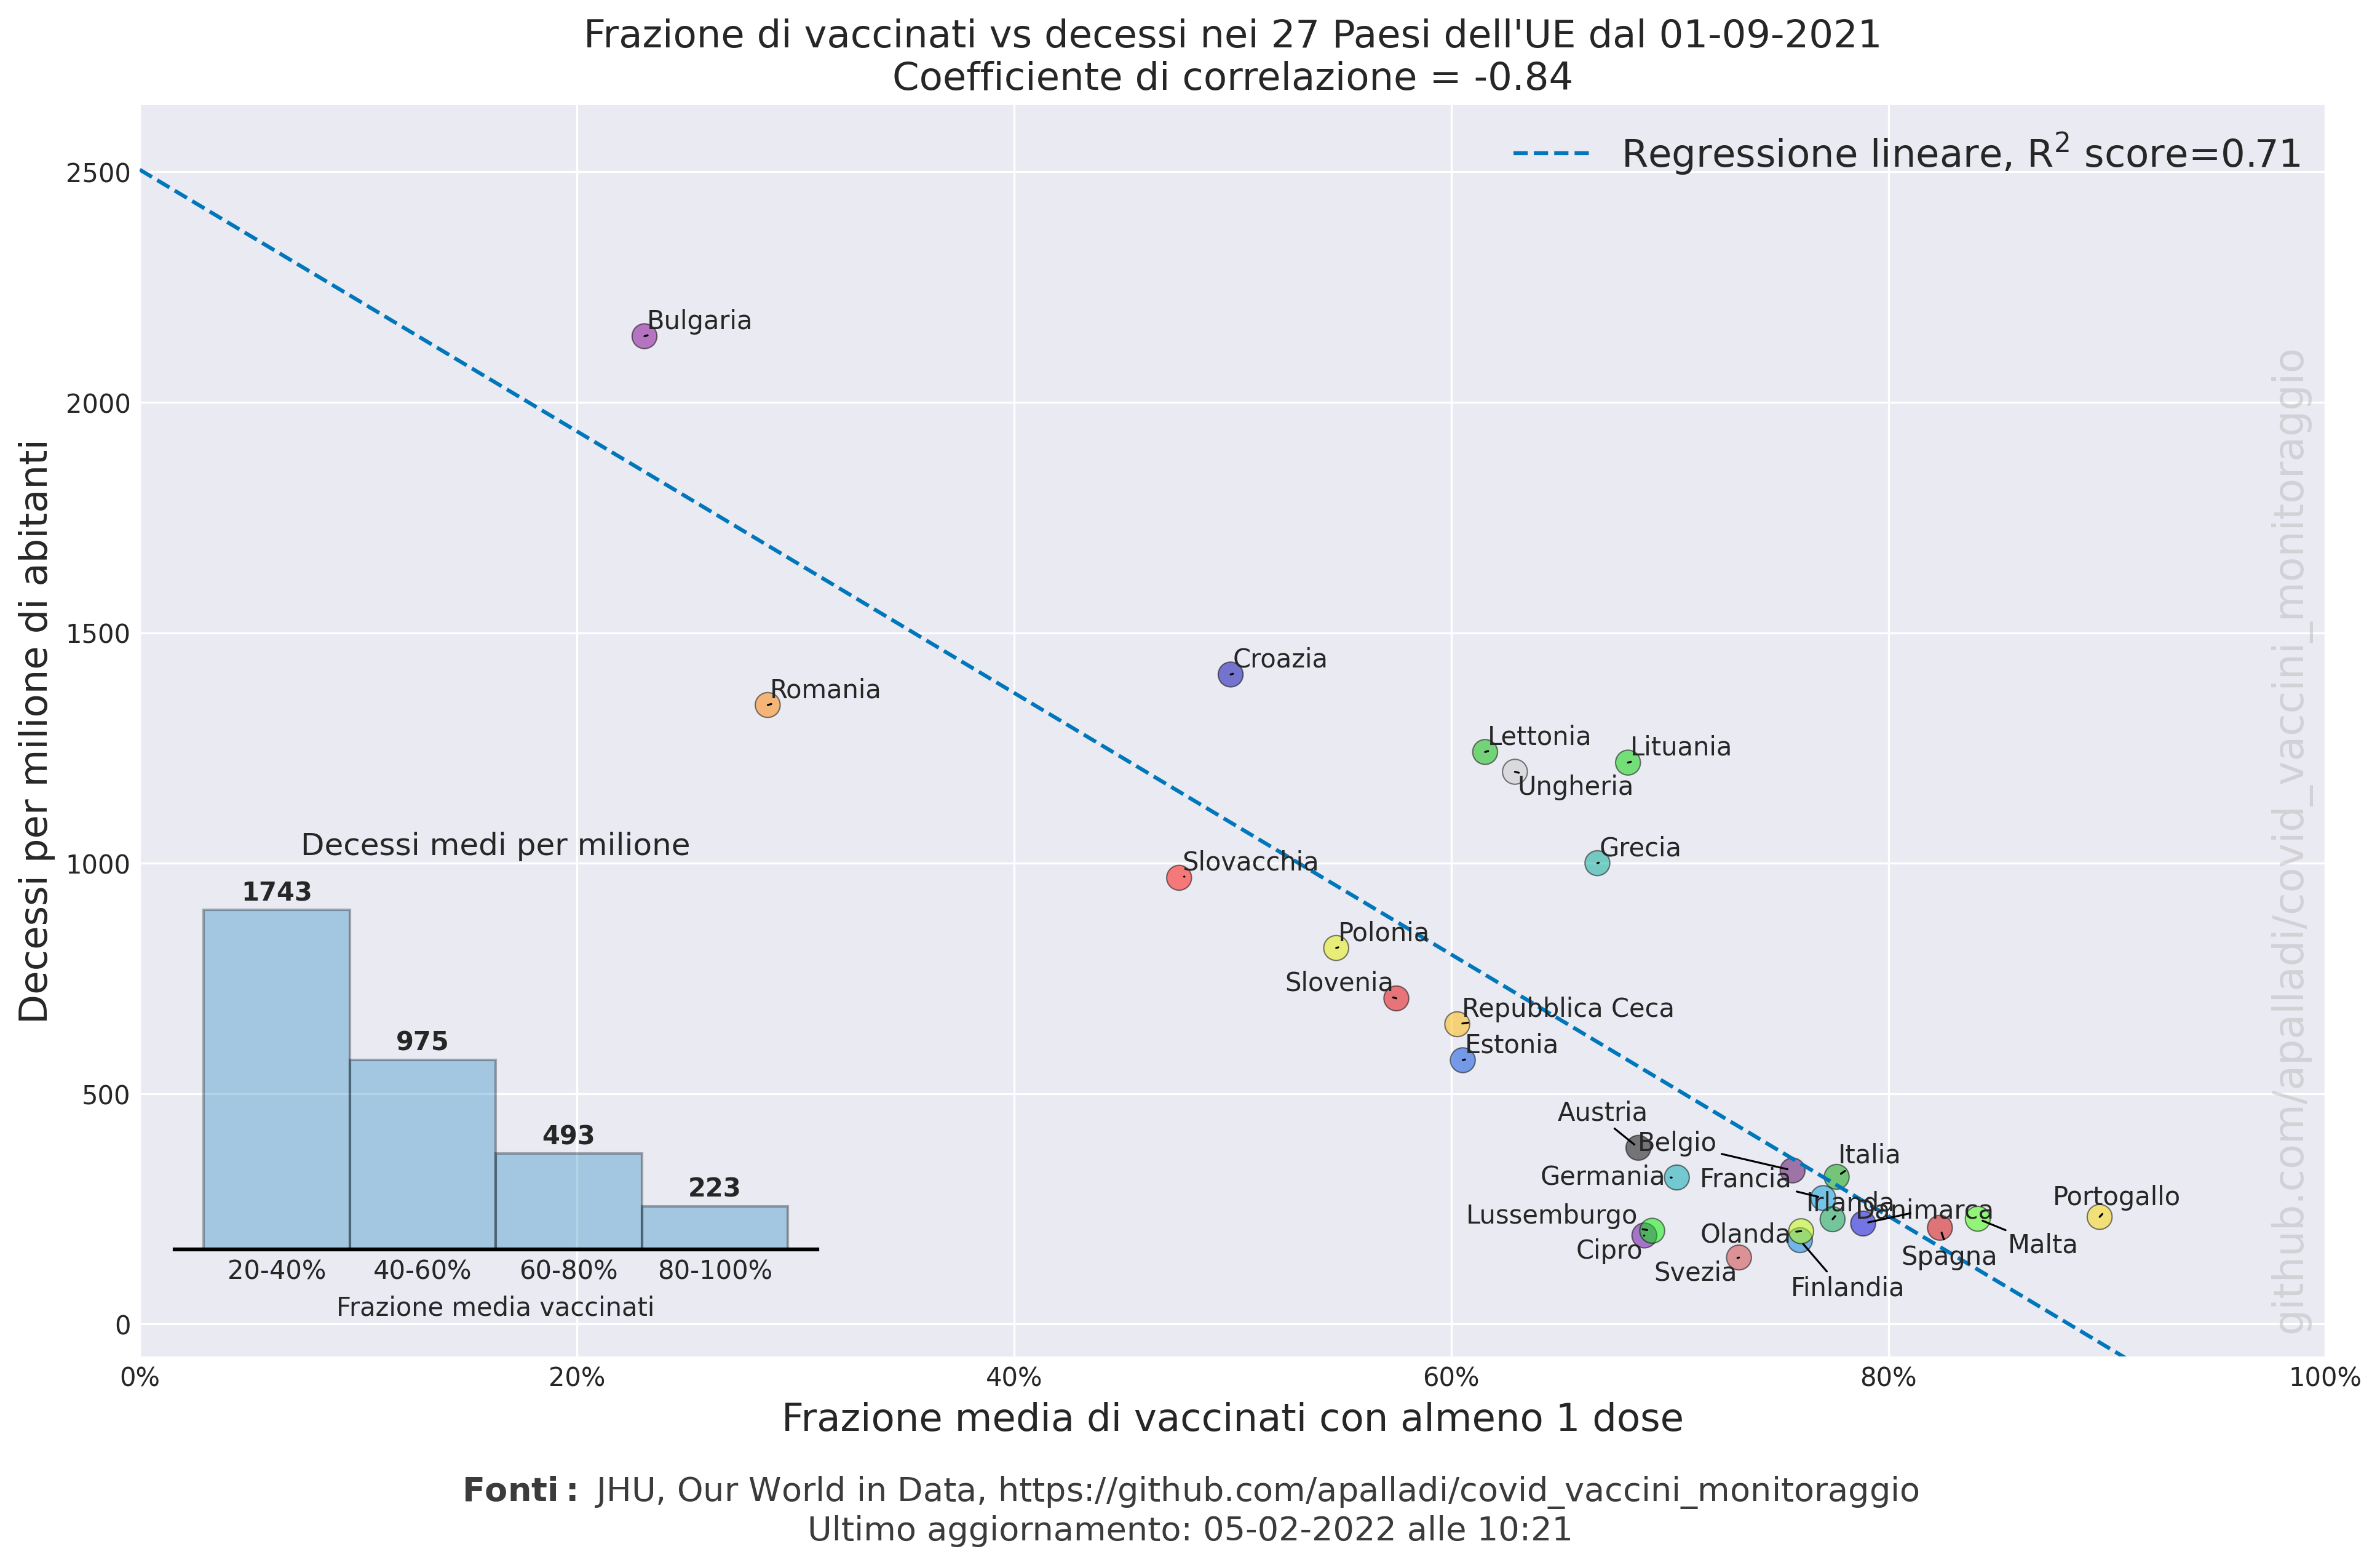 Frazione di vaccinati vs decessi nei 27 Paesi dell'UE dal 01-09-2021
Coefficiente di correlazione = -0.84
Regressione lineare, R² score=0.71
Decessi per milione di abitanti
2500
2000
1500
1000
500
0
Bulgaria
Romania
Croazia
Lettonia
Lituania
Ungheria
Grecia
Slovacchia
Polonia
Slovenia
Repubblica Ceca
Estonia
Austria
Belgio
Italia
Germania
Francia
Irlanda
Danimarca
Portogallo
Lussemburgo
Olanda
Cipro
Spagna
Malta
Svezia
Finlandia
Decessi medi per milione
1743
975
493
223
20-40% 40-60% 60-80% 80-100%
Frazione media vaccinati
github.com/apalladi/covid_vaccini_monitoraggio
0% 20% 40% 60% 80% 100%
Frazione media di vaccinati con almeno 1 dose
Fonti: JHU, Our World in Data, https://github.com/apalladi/covid_vaccini_monitoraggio
Ultimo aggiornamento: 05-02-2022 alle 10:21